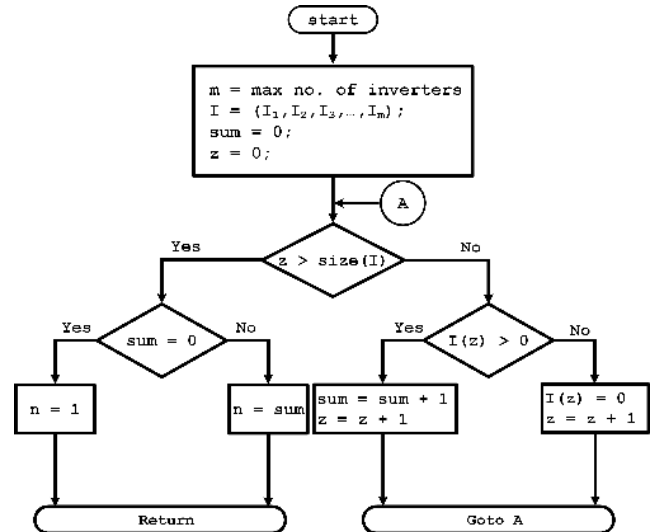 start
m = max no. of inverters
I = (I₁,I₂,I₃,…,Iₘ);
sum = 0;
z = 0;
A
Yes
z > size(I)
No
Yes
sum = 0
No
Yes
I(z) > 0
No
n = 1
n = sum
sum = sum + 1
z = z + 1
I(z) = 0
z = z + 1
Return
Goto A